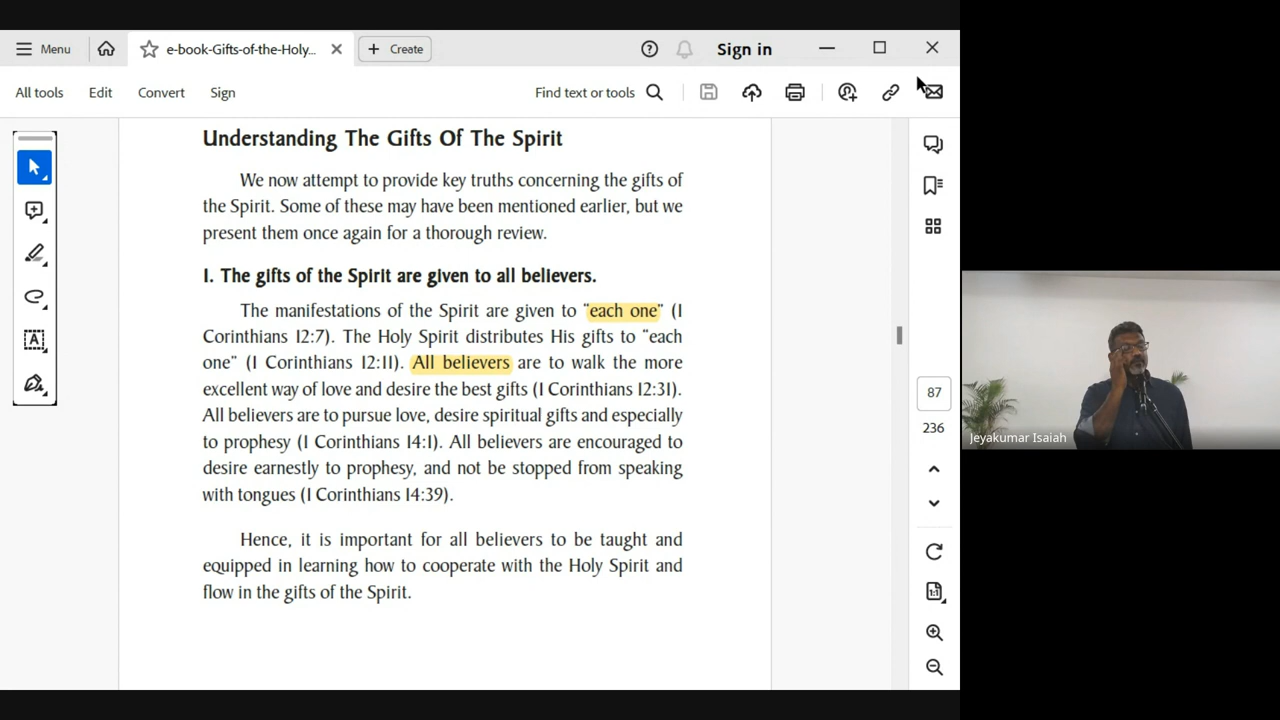 Menu
e-book-Gifts-of-the-Holy...
Create
Sign in
All tools
Edit
Convert
Sign
Find text or tools
Understanding The Gifts Of The Spirit
We now attempt to provide key truths concerning the gifts of
the Spirit. Some of these may have been mentioned earlier, but we
present them once again for a thorough review.
1. The gifts of the Spirit are given to all believers.
The manifestations of the Spirit are given to "each one" (1
Corinthians 12:7). The Holy Spirit distributes His gifts to "each
one" (1 Corinthians 12:11). All believers are to walk the more
excellent way of love and desire the best gifts (1 Corinthians 12:31).
All believers are to pursue love, desire spiritual gifts and especially
to prophesy (1 Corinthians 14:1). All believers are encouraged to
desire earnestly to prophesy, and not be stopped from speaking
with tongues (1 Corinthians 14:39).
Hence, it is important for all believers to be taught and
equipped in learning how to cooperate with the Holy Spirit and
flow in the gifts of the Spirit.
87
236
1:1
Jeyakumar Isaiah